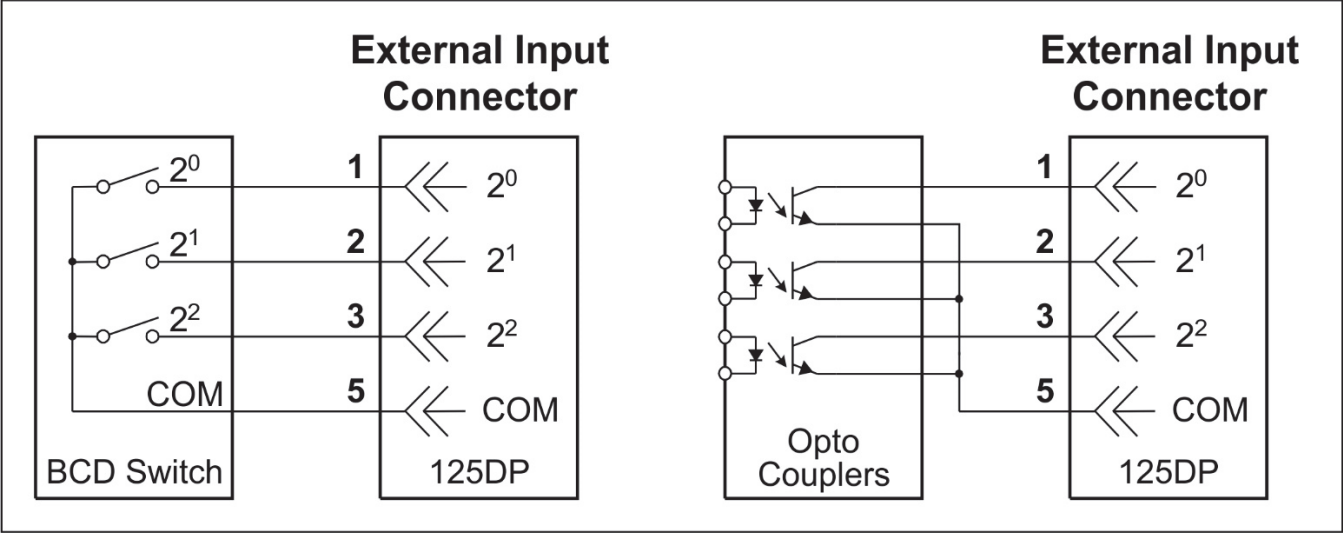 External Input
Connector
2⁰
1
2⁰
2¹
2
2¹
2²
3
2²
COM
5
COM
BCD Switch
125DP
External Input
Connector
1
2⁰
2
2¹
3
2²
5
COM
Opto
Couplers
125DP